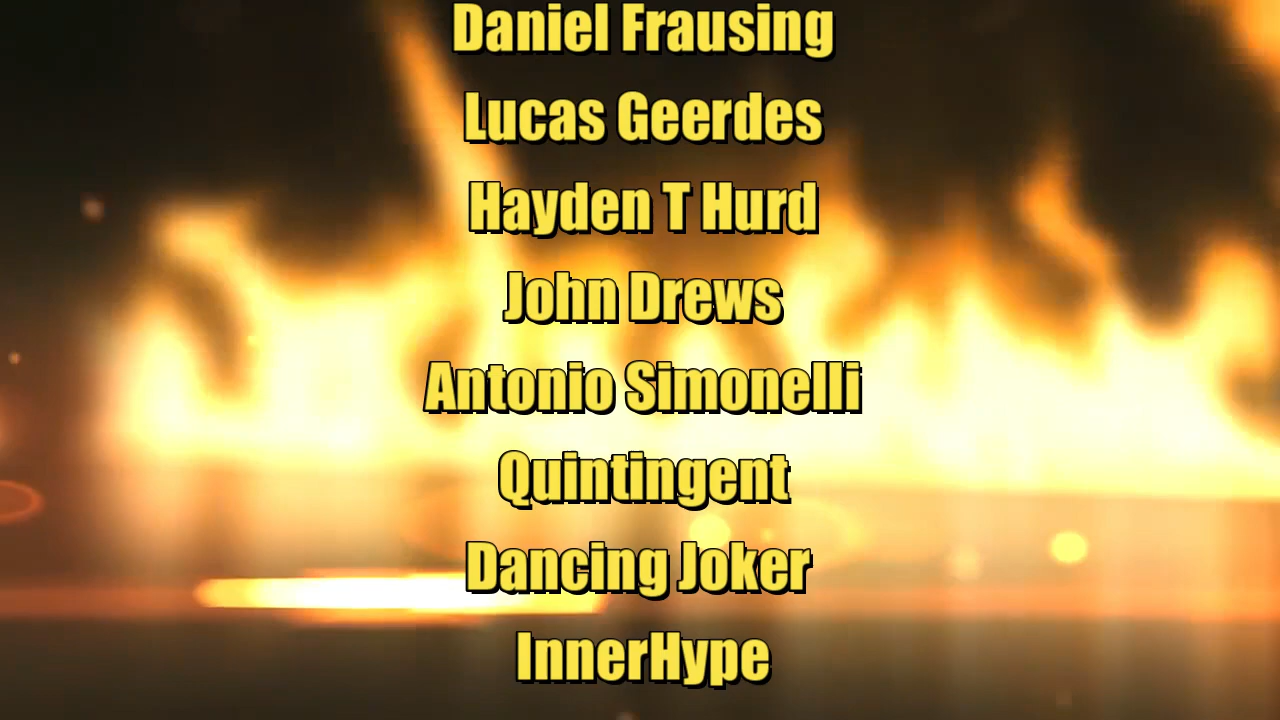 Daniel Frausing
Lucas Geerdes
Hayden T Hurd
John Drews
Antonio Simonelli
Quintingent
Dancing Joker
InnerHype